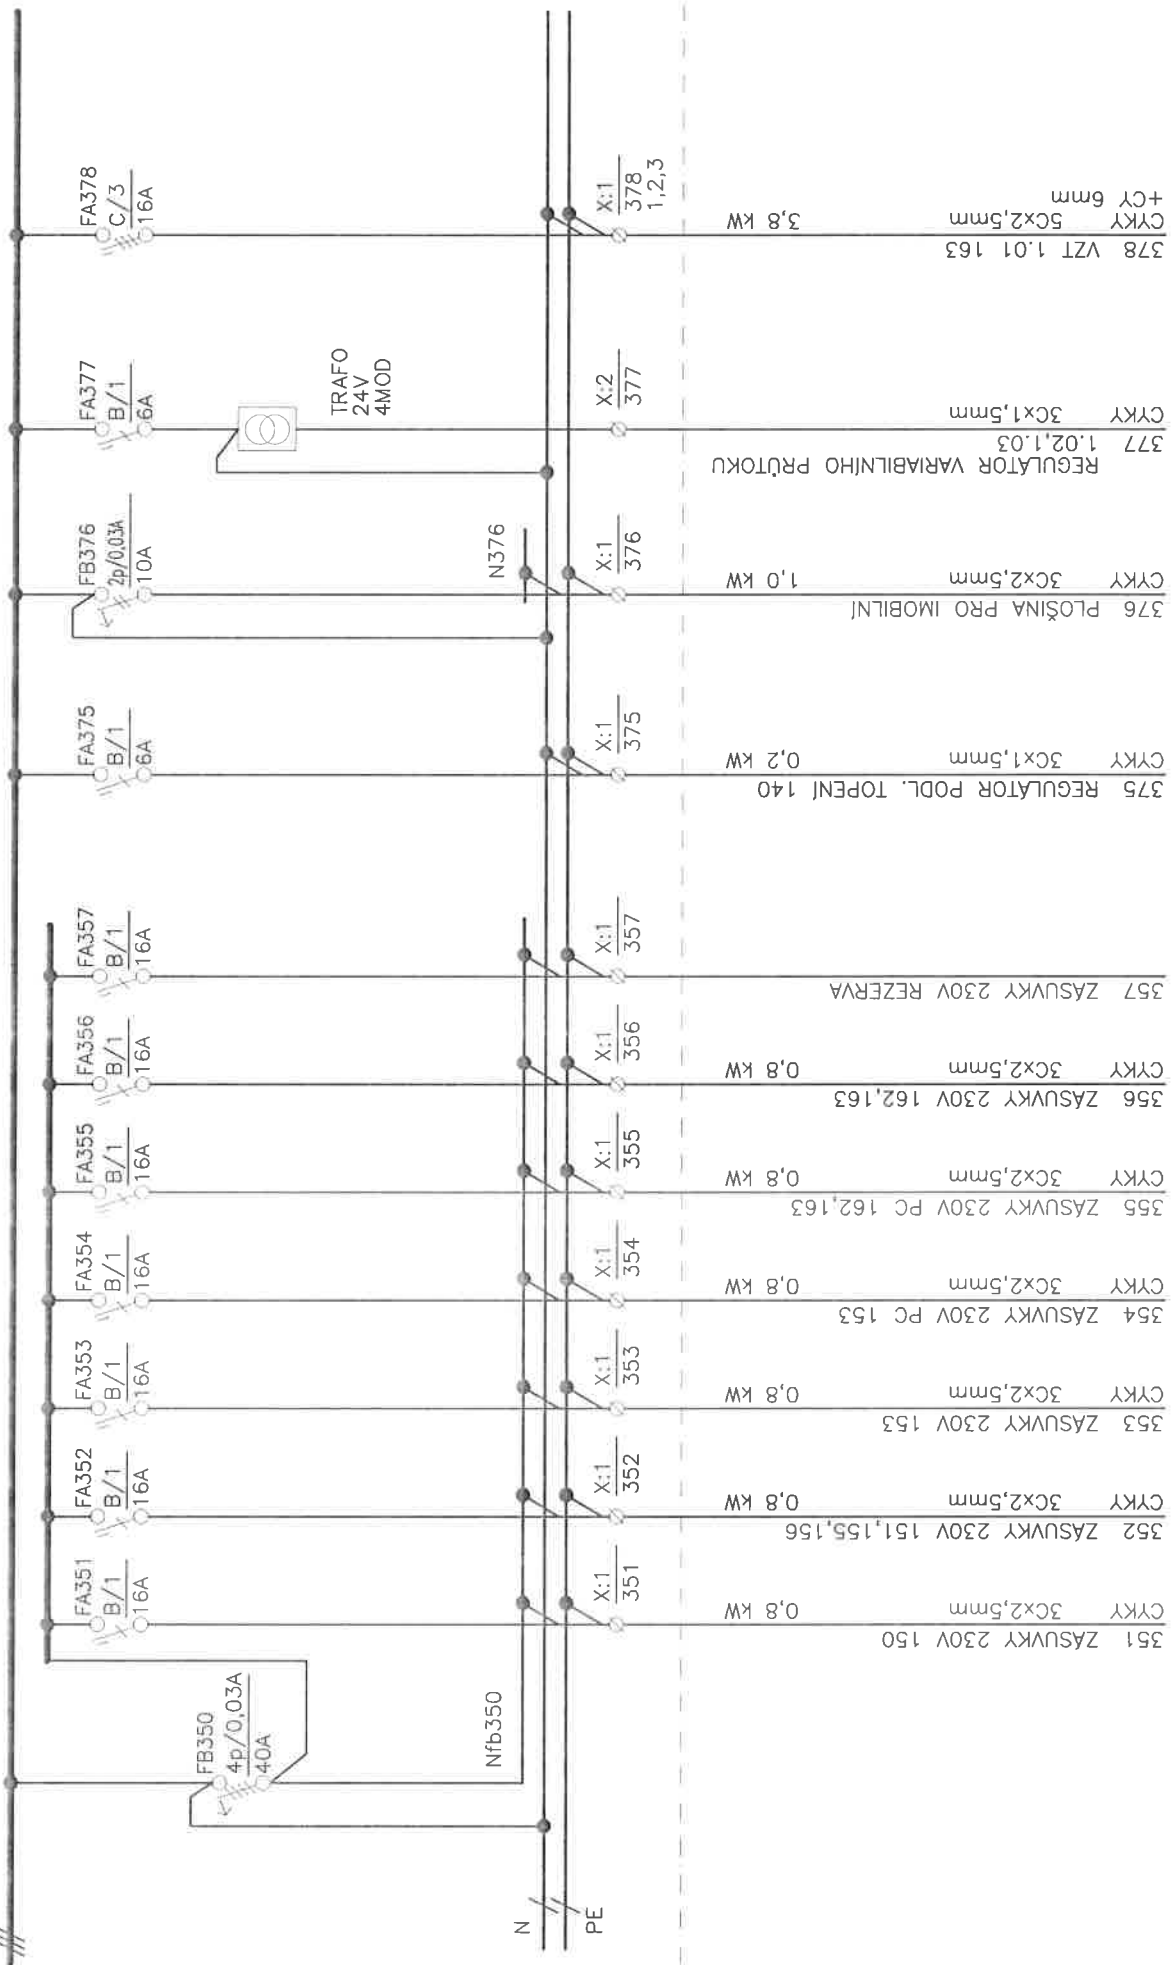 FB350
4p/0,03A
40A
Nfb350
N
PE
FA351
B/1
16A
X:1
351
0,8 kW
351 ZÁSUVKY 230V 150
CYKY 3Cx2,5mm
FA352
B/1
16A
X:1
352
0,8 kW
352 ZÁSUVKY 230V 151,155,156
CYKY 3Cx2,5mm
FA353
B/1
16A
X:1
353
0,8 kW
353 ZÁSUVKY 230V 153
CYKY 3Cx2,5mm
FA354
B/1
16A
X:1
354
0,8 kW
354 ZÁSUVKY 230V PC 153
CYKY 3Cx2,5mm
FA355
B/1
16A
X:1
355
0,8 kW
355 ZÁSUVKY 230V PC 162,163
CYKY 3Cx2,5mm
FA356
B/1
16A
X:1
356
0,8 kW
356 ZÁSUVKY 230V 162,163
CYKY 3Cx2,5mm
FA357
B/1
16A
X:1
357
357 ZÁSUVKY 230V REZERVA
FA375
B/1
6A
X:1
375
0,2 kW
375 REGULÁTOR PODL. TOPENÍ 140
CYKY 3Cx1,5mm
FB376
2p/0,03A
10A
N376
X:1
376
1,0 kW
376 PLOŠINA PRO IMOBILNÍ
CYKY 3Cx2,5mm
FA377
B/1
6A
TRAFO
24V
4MOD
X:2
377
REGULÁTOR VARIABILNÍHO PRŮTOKU
377 1.02,1.03
CYKY 3Cx1,5mm
FA378
C/3
16A
X:1
378
1,2,3
3,8 kW
378 VZT 1.01 163
CYKY 5Cx2,5mm
+CY 6mm